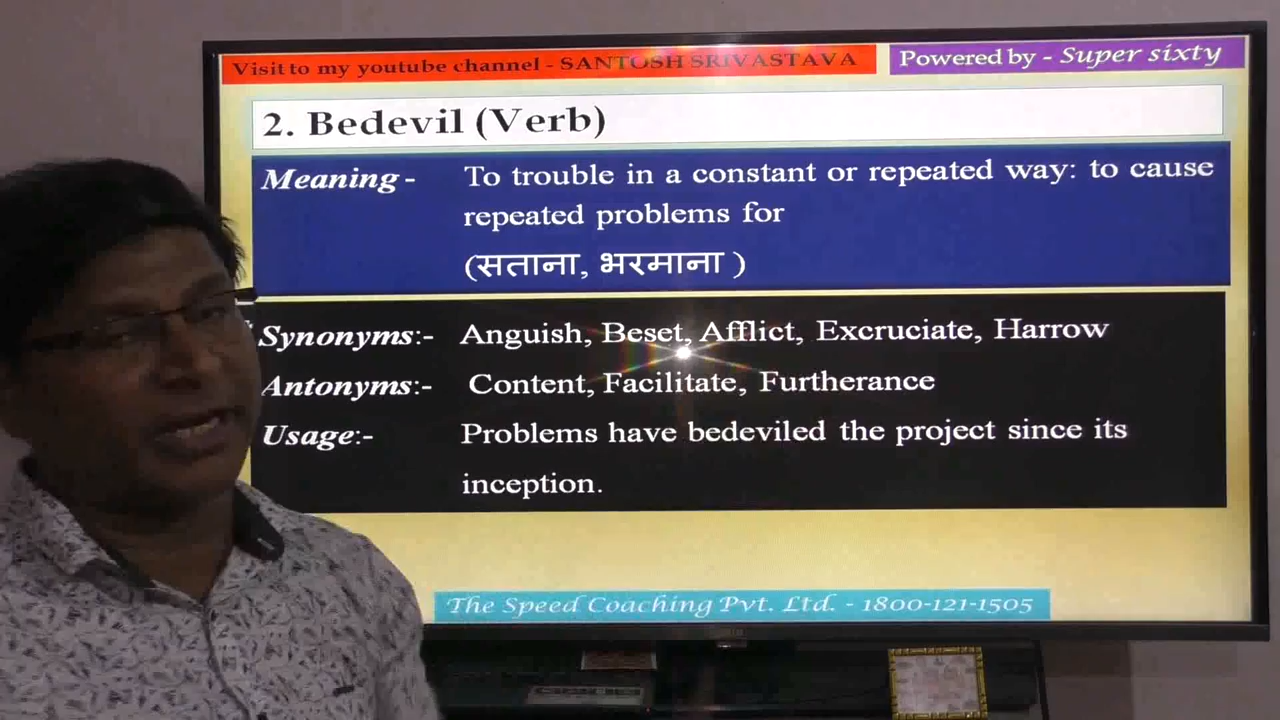 Visit to my youtube channel - SANTOSH SRIVASTAVA
Powered by - Super sixty
2. Bedevil (Verb)
Meaning - To trouble in a constant or repeated way: to cause
repeated problems for
(सताना, भरमाना )
Synonyms:- Anguish, Beset, Afflict, Excruciate, Harrow
Antonyms:- Content, Facilitate, Furtherance
Usage:- Problems have bedeviled the project since its
inception.
The Speed Coaching Pvt. Ltd. - 1800-121-1505